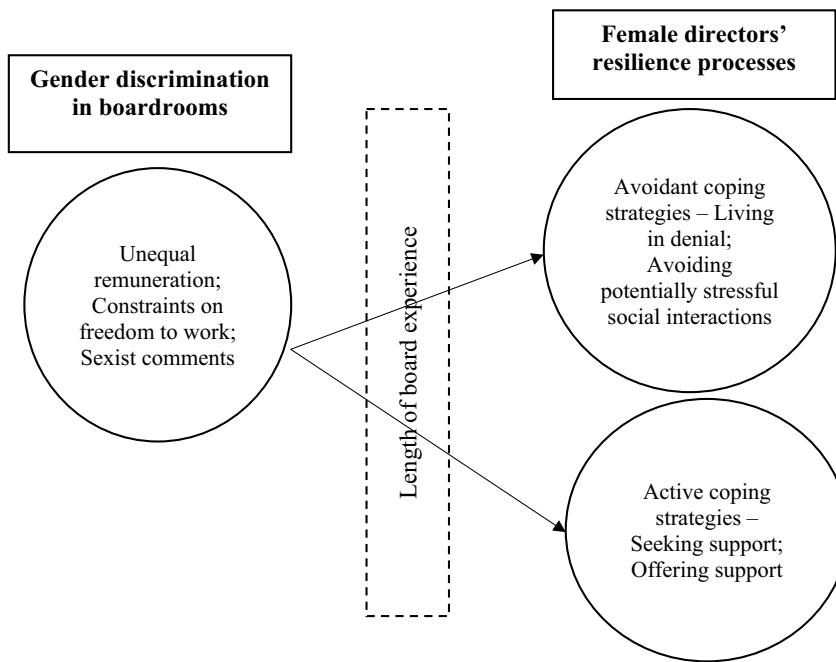 Gender discrimination
in boardrooms
Unequal
remuneration;
Constraints on
freedom to work;
Sexist comments
Length of board experience
Female directors’
resilience processes
Avoidant coping
strategies – Living
in denial;
Avoiding
potentially stressful
social interactions
Active coping
strategies –
Seeking support;
Offering support